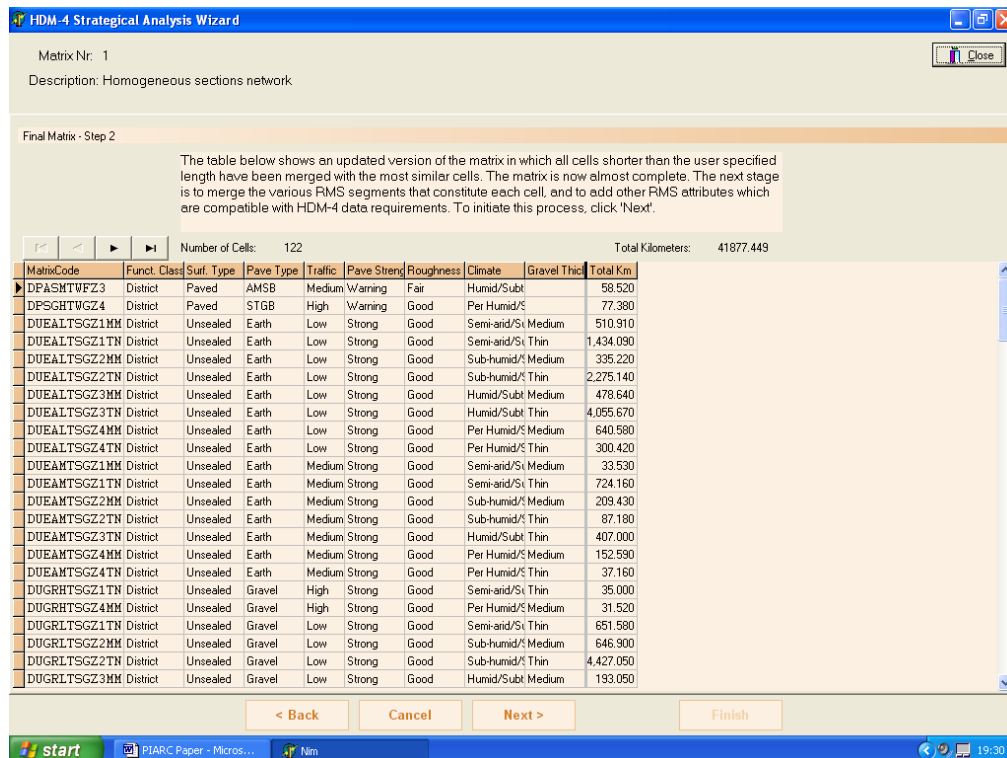 HDM-4 Strategical Analysis Wizard
Matrix Nr: 1
Close
Description: Homogeneous sections network
Final Matrix - Step 2
The table below shows an updated version of the matrix in which all cells shorter than the user specified
length have been merged with the most similar cells. The matrix is now almost complete. The next stage
is to merge the various RMS segments that constitute each cell, and to add other RMS attributes which
are compatible with HDM-4 data requirements. To initiate this process, click 'Next'.
Number of Cells: 122 Total Kilometers: 41877.449
MatrixCode Funct. Class Surf. Type Pave Type Traffic Pave Streng Roughness Climate Gravel Thicl Total Km
DPASMTWFZ3 District Paved AMSB Medium Warning Fair Humid/Subt 58.520
DPSGHTWGZ4 District Paved STGB High Warning Good Per Humid/S 77.380
DUEALTSGZ1MM District Unsealed Earth Low Strong Good Semi-arid/Su Medium 510.910
DUEALTSGZ1TN District Unsealed Earth Low Strong Good Semi-arid/Su Thin 1,434.090
DUEALTSGZ2MM District Unsealed Earth Low Strong Good Sub-humid/S Medium 335.220
DUEALTSGZ2TN District Unsealed Earth Low Strong Good Sub-humid/S Thin 2,275.140
DUEALTSGZ3MM District Unsealed Earth Low Strong Good Humid/Subt Medium 478.640
DUEALTSGZ3TN District Unsealed Earth Low Strong Good Humid/Subt Thin 4,055.670
DUEALTSGZ4MM District Unsealed Earth Low Strong Good Per Humid/S Medium 640.580
DUEALTSGZ4TN District Unsealed Earth Low Strong Good Per Humid/S Thin 300.420
DUEAMTSGZ1MM District Unsealed Earth Medium Strong Good Semi-arid/Su Medium 33.530
DUEAMTSGZ1TN District Unsealed Earth Medium Strong Good Semi-arid/Su Thin 724.160
DUEAMTSGZ2MM District Unsealed Earth Medium Strong Good Sub-humid/S Medium 209.430
DUEAMTSGZ2TN District Unsealed Earth Medium Strong Good Sub-humid/S Thin 87.180
DUEAMTSGZ3TN District Unsealed Earth Medium Strong Good Humid/Subt Thin 407.000
DUEAMTSGZ4MM District Unsealed Earth Medium Strong Good Per Humid/S Medium 152.590
DUEAMTSGZ4TN District Unsealed Earth Medium Strong Good Per Humid/S Thin 37.160
DUGRHTSGZ1TN District Unsealed Gravel High Strong Good Semi-arid/Su Thin 35.000
DUGRHTSGZ4MM District Unsealed Gravel High Strong Good Per Humid/S Medium 31.520
DUGRLTSGZ1TN District Unsealed Gravel Low Strong Good Semi-arid/Su Thin 651.580
DUGRLTSGZ2MM District Unsealed Gravel Low Strong Good Sub-humid/S Medium 646.900
DUGRLTSGZ2TN District Unsealed Gravel Low Strong Good Sub-humid/S Thin 4,427.050
DUGRLTSGZ3MM District Unsealed Gravel Low Strong Good Humid/Subt Medium 193.050
< Back Cancel Next > Finish
start PIARC Paper - Micros... Nim 19:30